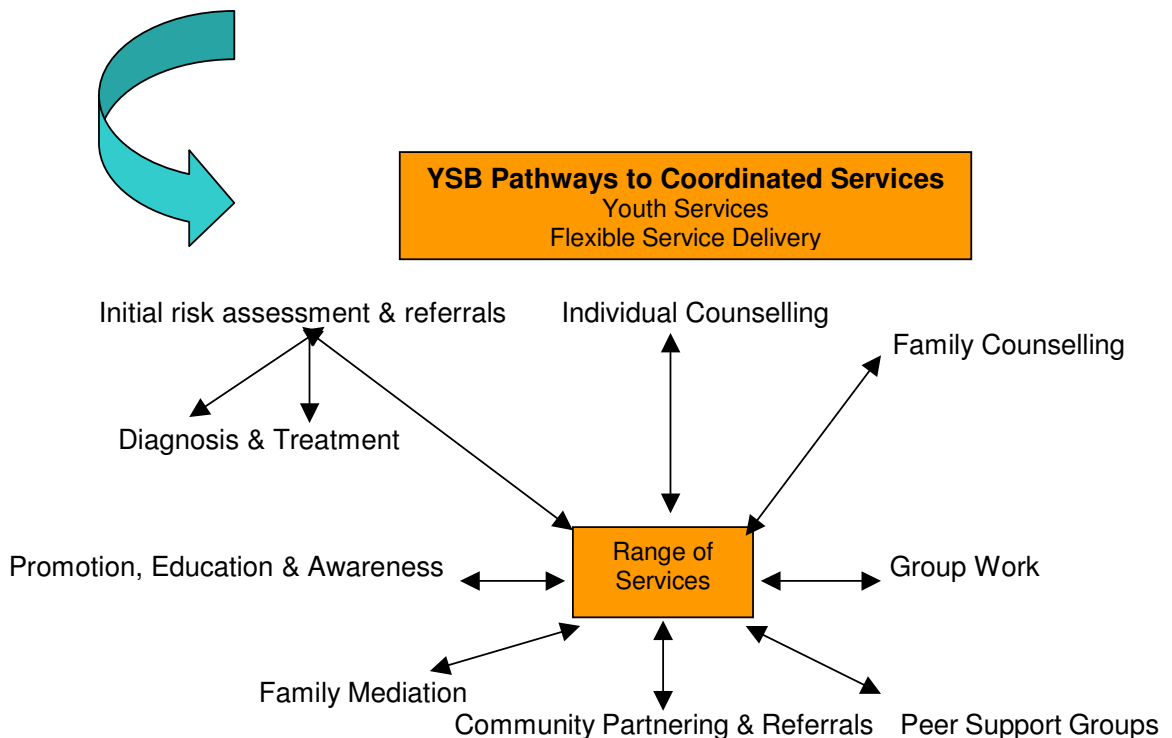 YSB Pathways to Coordinated Services
Youth Services
Flexible Service Delivery
Initial risk assessment & referrals
Individual Counselling
Family Counselling
Diagnosis & Treatment
Range of
Services
Promotion, Education & Awareness
Group Work
Family Mediation
Community Partnering & Referrals
Peer Support Groups